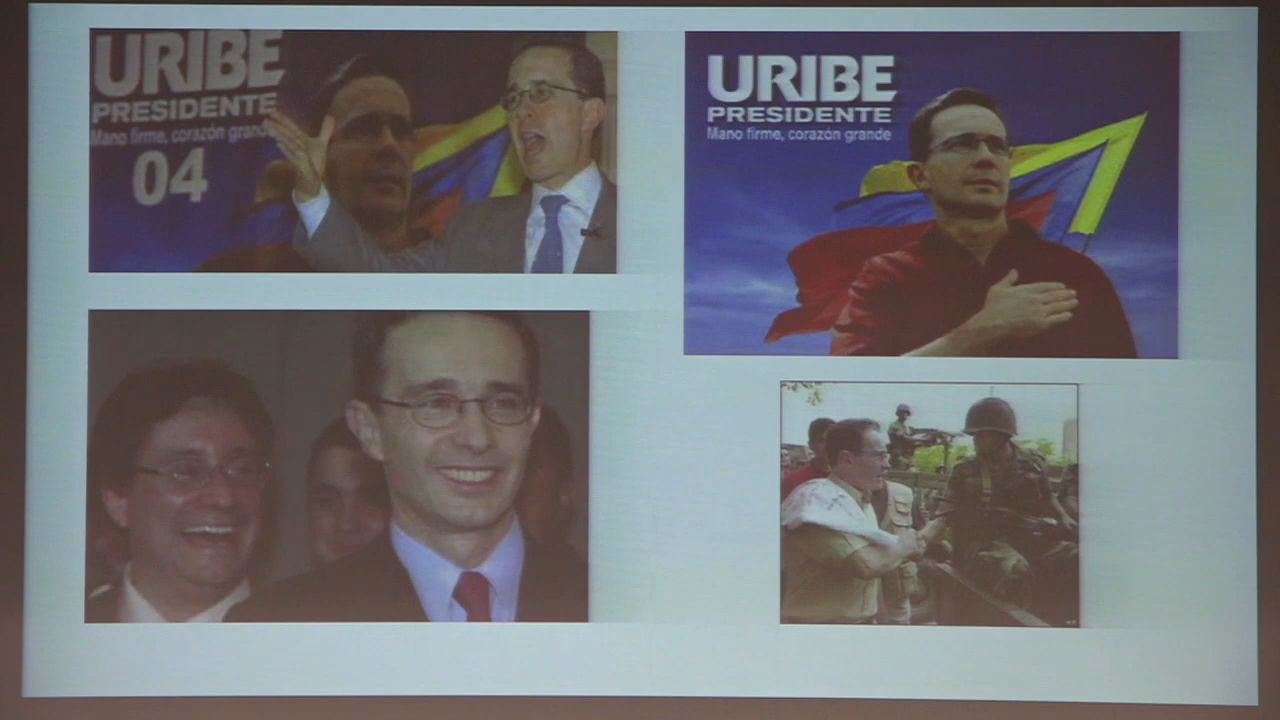 URIBE
PRESIDENTE
Mano firme, corazón grande
04
URIBE
PRESIDENTE
Mano firme, corazón grande